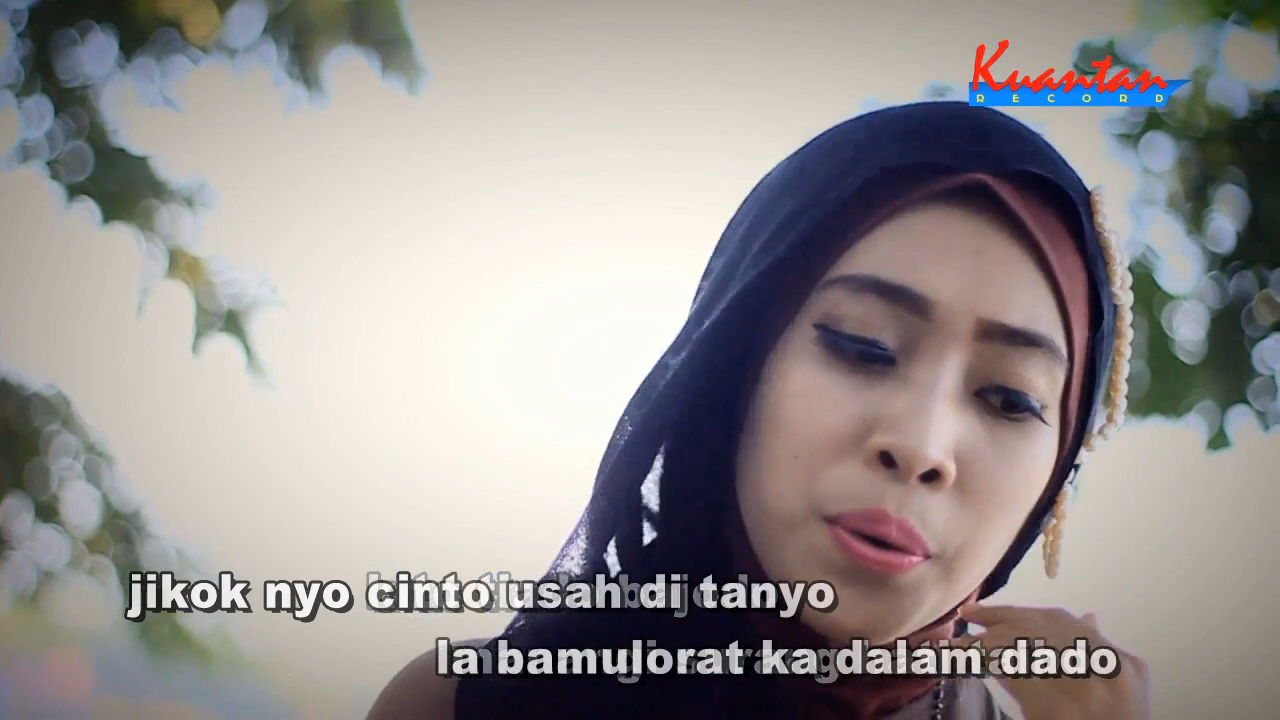 Kuantan
RECORD
jikok nyo cinto usah di tanyo
la bamulorat ka dalam dado